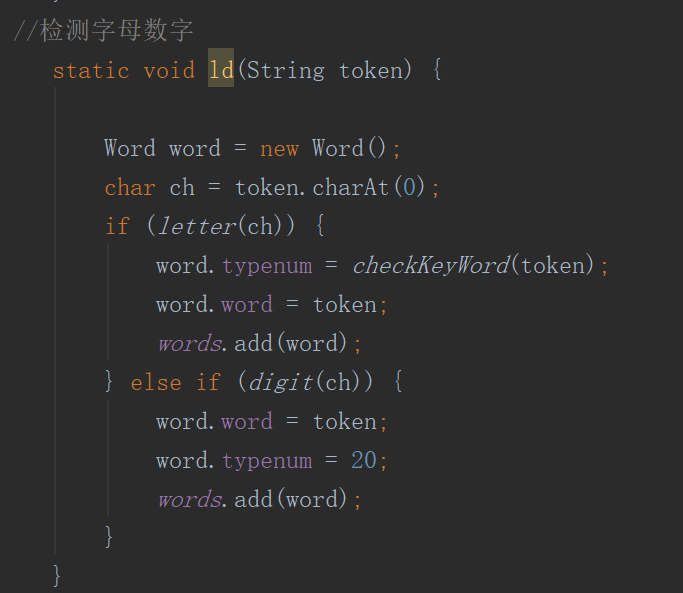 //检测字母数字
static void ld(String token) {
Word word = new Word();
char ch = token.charAt(0);
if (letter(ch)) {
word.typenum = checkKeyWord(token);
word.word = token;
words.add(word);
} else if (digit(ch)) {
word.word = token;
word.typenum = 20;
words.add(word);
}
}